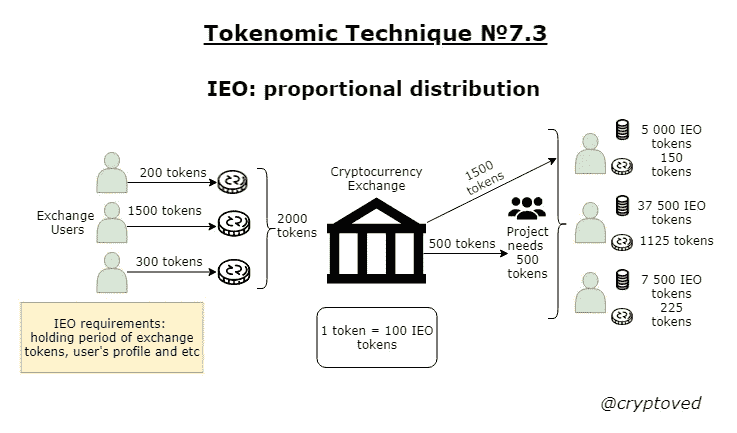 Tokenomic Technique №7.3
IEO: proportional distribution
200 tokens
Exchange
Users
1500 tokens
300 tokens
2000
tokens
Cryptocurrency
Exchange
1500
tokens
500 tokens
Project
needs
500
tokens
5 000 IEO
tokens
150
tokens
37 500 IEO
tokens
1125 tokens
7 500 IEO
tokens
225
tokens
IEO requirements:
holding period of exchange
tokens, user's profile and etc
1 token = 100 IEO
tokens
@cryptoved